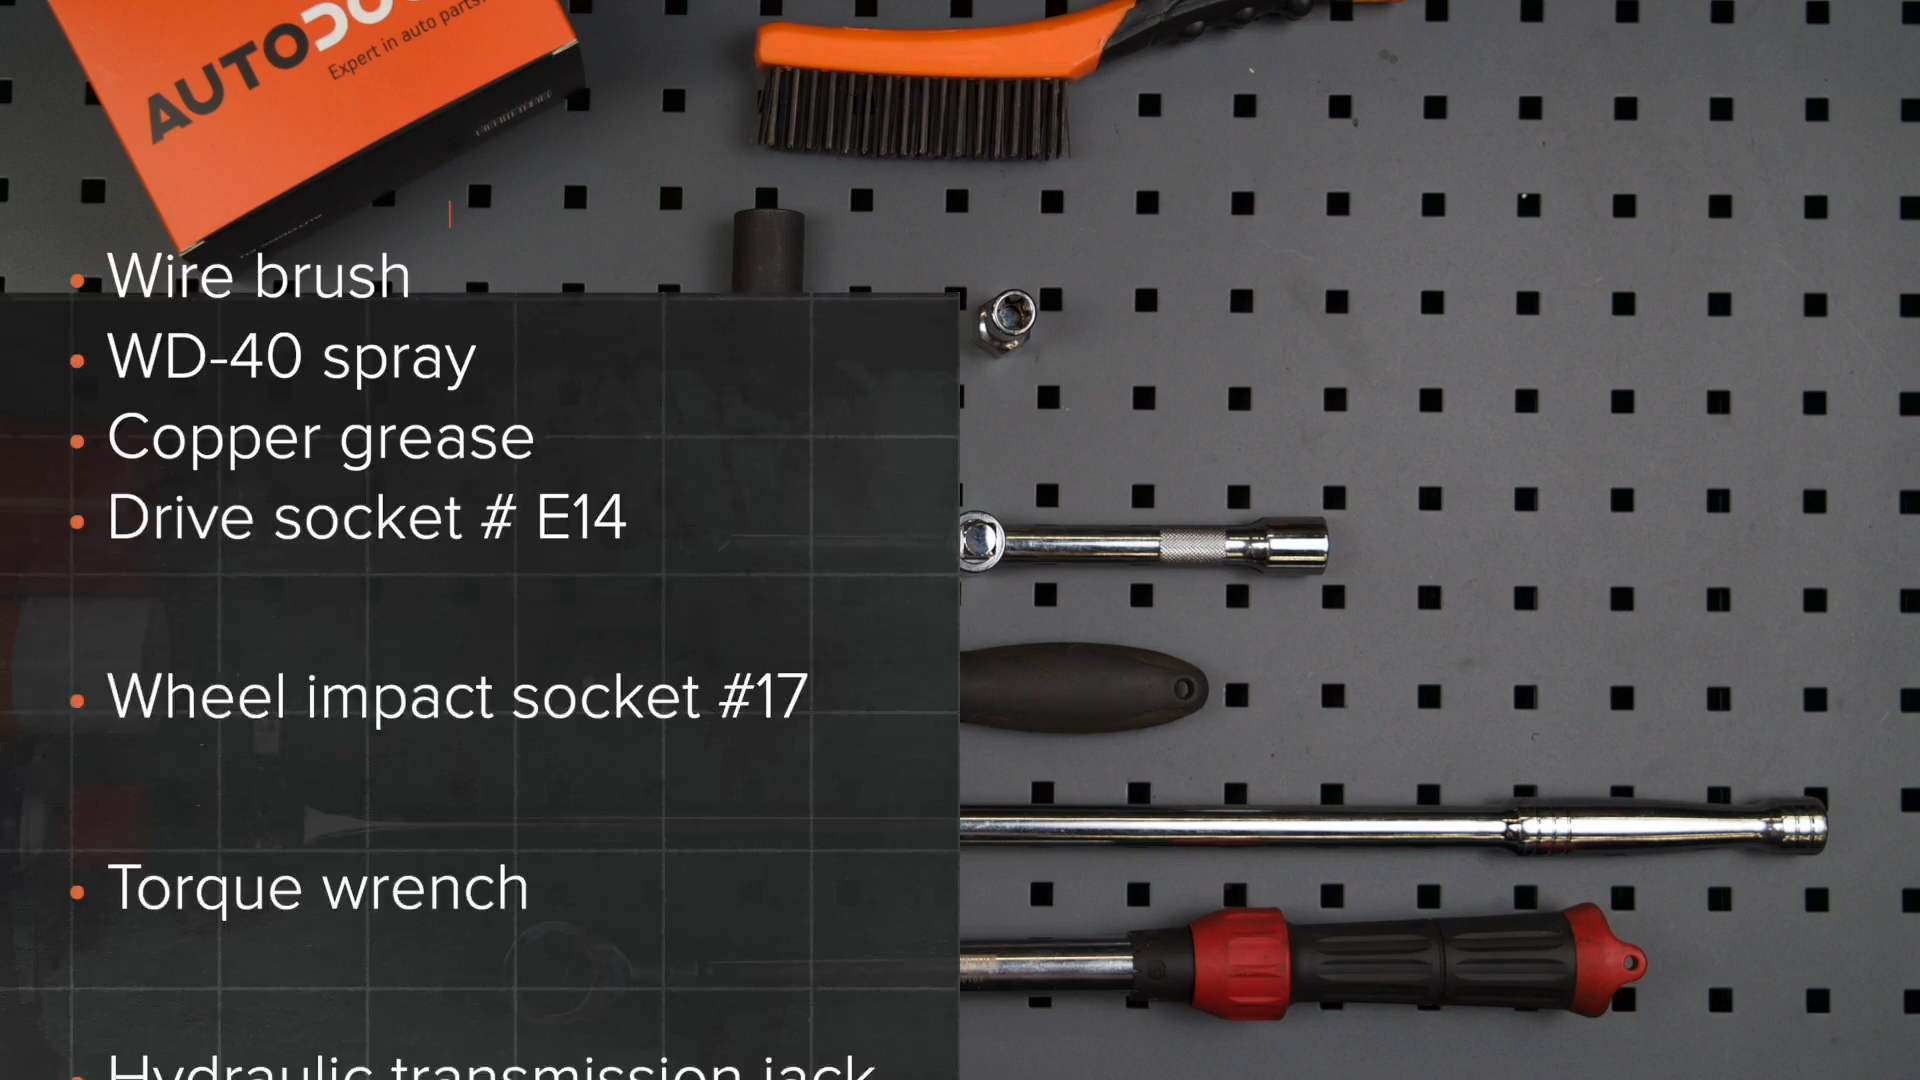 AUTODOC
Expert in auto parts.
Wire brush
WD-40 spray
Copper grease
Drive socket # E14
Wheel impact socket #17
Torque wrench
Hydraulic transmission jack